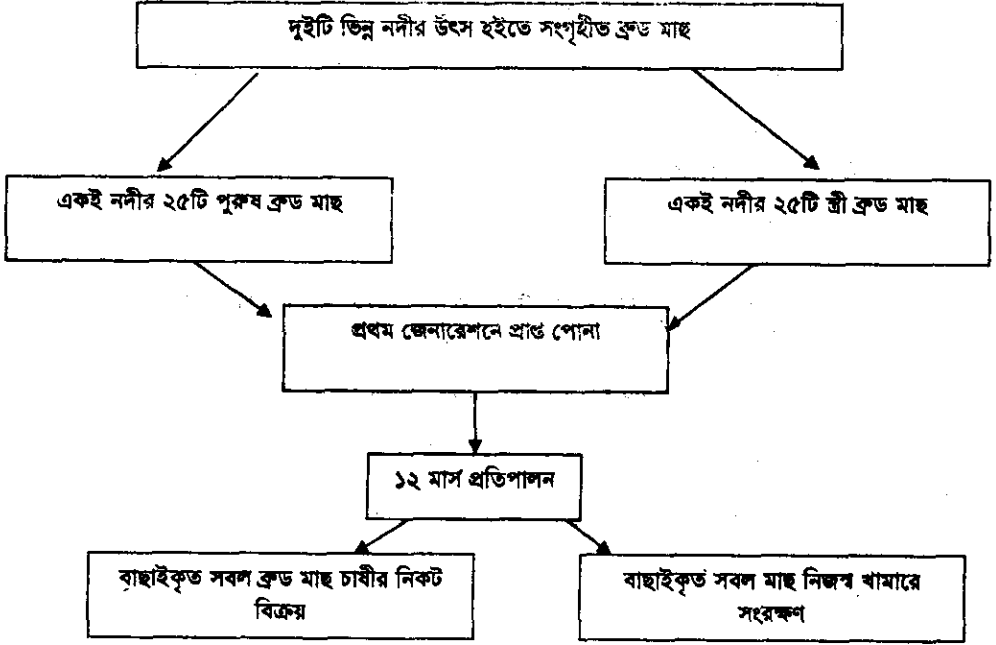 দুইটি ভিন্ন নদীর উৎস হইতে সংগৃহীত ব্রুড মাছ
একই নদীর ২৫টি পুরুষ ব্রুড মাছ
একই নদীর ২৫টি স্ত্রী ব্রুড মাছ
প্রথম জেনারেশনে প্রাপ্ত পোনা
১২ মাস প্রতিপালন
বাছাইকৃত সবল ব্রুড মাছ চাষীর নিকট
বিক্রয়
বাছাইকৃত সবল মাছ নিজস্ব খামারে
সংরক্ষণ